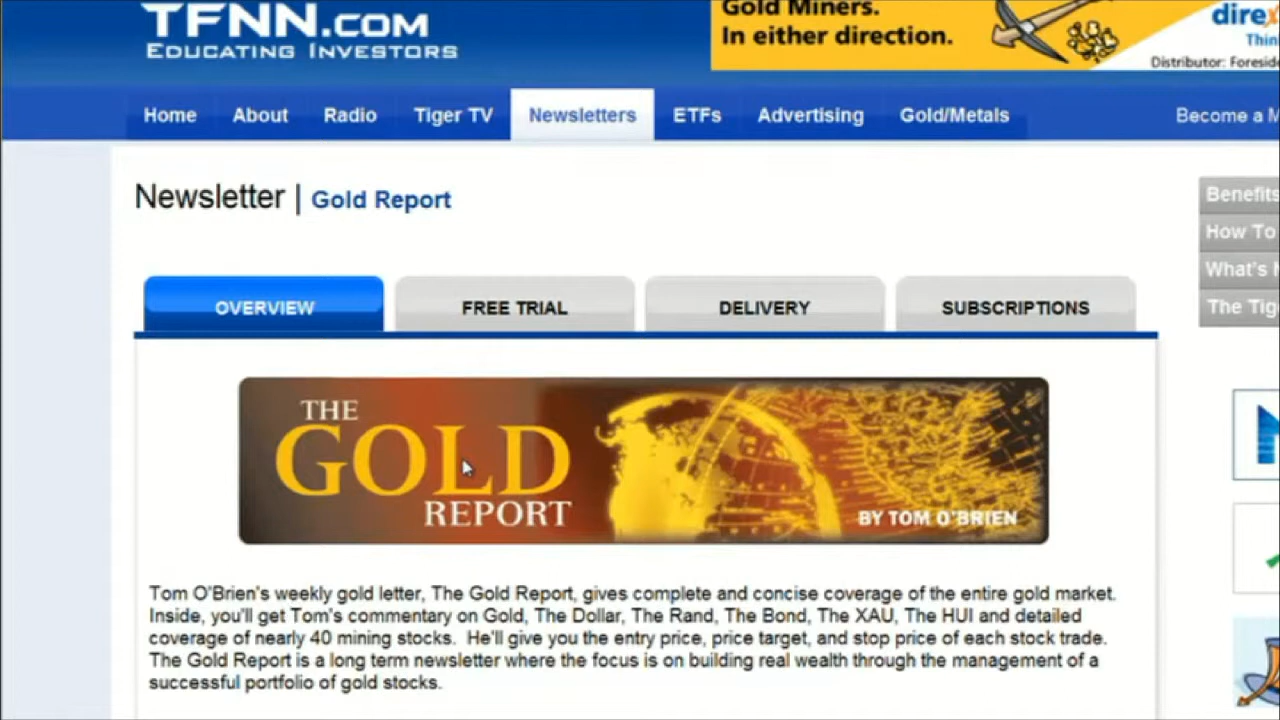 TFNN.com
Educating Investors
Gold Miners.
In either direction.
Distributor:
Home About Radio Tiger TV Newsletters ETFs Advertising Gold/Metals Become a
Newsletter | Gold Report
Benefits
How To
What's
The
OVERVIEW FREE TRIAL DELIVERY SUBSCRIPTIONS
THE
GOLD
REPORT
BY TOM O'BRIEN
Tom O'Brien's weekly gold letter, The Gold Report, gives complete and concise coverage of the entire gold market.
Inside, you'll get Tom's commentary on Gold, The Dollar, The Rand, The Bond, The XAU, The HUI and detailed
coverage of nearly 40 mining stocks. He'll give you the entry price, price target, and stop price of each stock trade.
The Gold Report is a long term newsletter where the focus is on building real wealth through the management of a
successful portfolio of gold stocks.